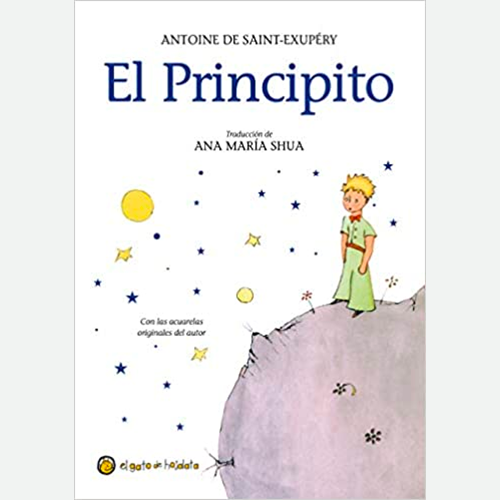 ANTOINE DE SAINT-EXUPÉRY
El Principito
Traducción de
ANA MARÍA SHUA
Con las acuarelas
originales del autor
el gato de hojalata